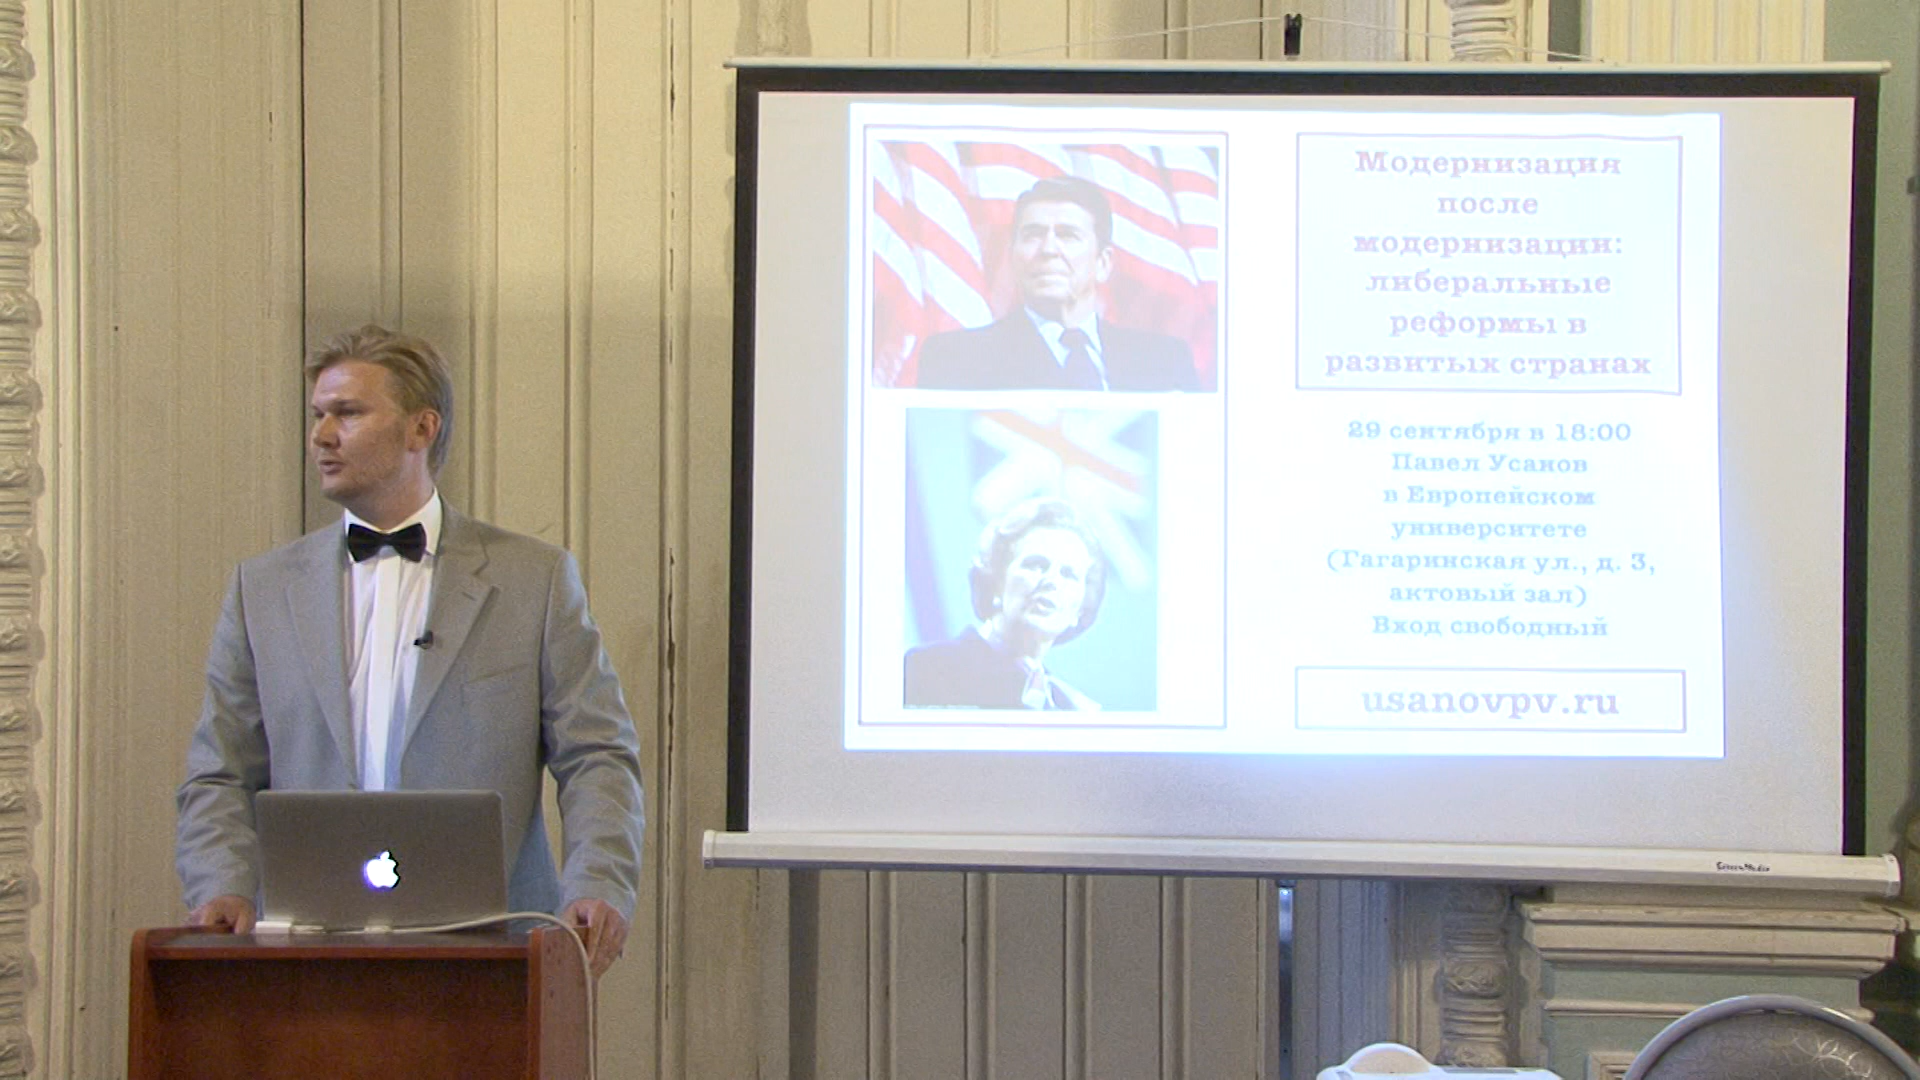 Модернизация
после
модернизации:
либеральные
реформы в
развитых странах
29 сентября в 18:00
Павел Усанов
в Европейском
университете
(Гагаринская ул., д. 3,
актовый зал)
Вход свободный
usanovpv.ru